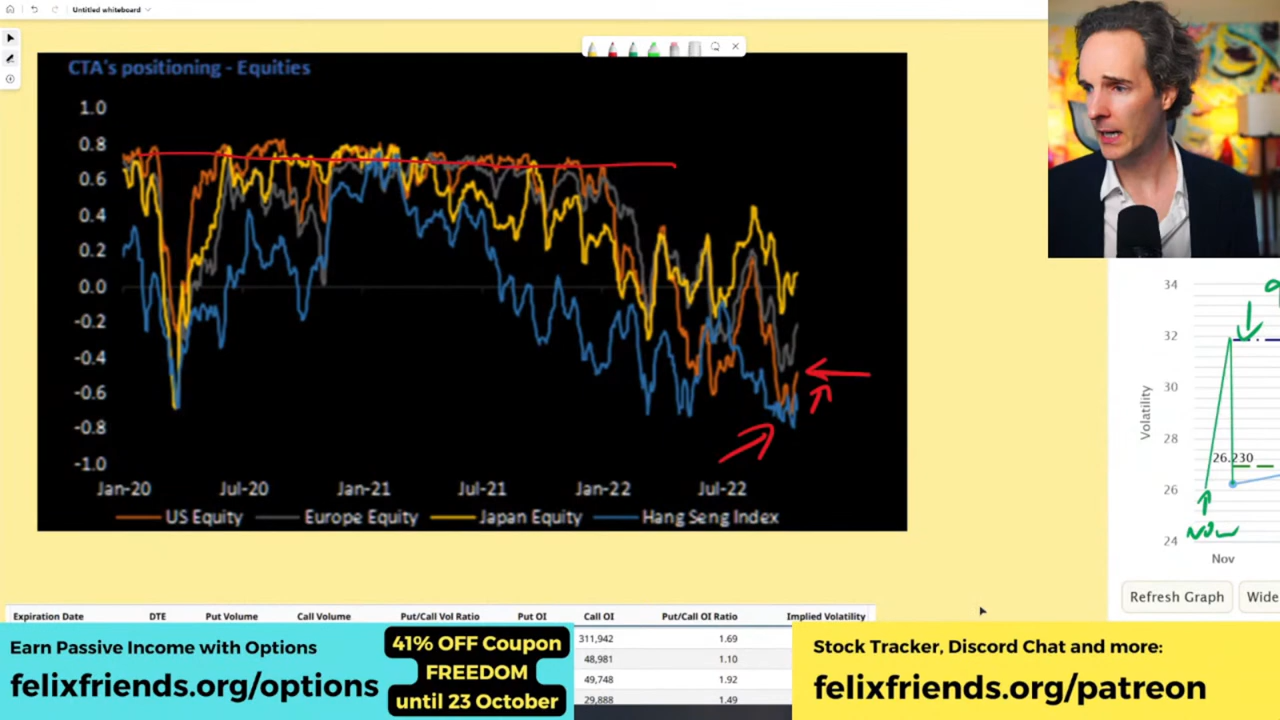 Untitled whiteboard
CTA's positioning - Equities
1.0
0.8
0.6
0.4
0.2
0.0
-0.2
-0.4
-0.6
-0.8
-1.0
Jan-20 Jul-20 Jan-21 Jul-21 Jan-22 Jul-22
US Equity Europe Equity Japan Equity Hang Seng Index
34
32
30
28
26
24
Volatility
26.230
NOW
Nov
Refresh Graph Wide
Expiration Date DTE Put Volume Call Volume Put/Call Vol Ratio Put OI Call OI Put/Call OI Ratio Implied Volatility
311,942 1.69
48,981 1.10
49,748 1.92
29,888 1.49
Earn Passive Income with Options
felixfriends.org/options
41% OFF Coupon
FREEDOM
until 23 October
Stock Tracker, Discord Chat and more:
felixfriends.org/patreon